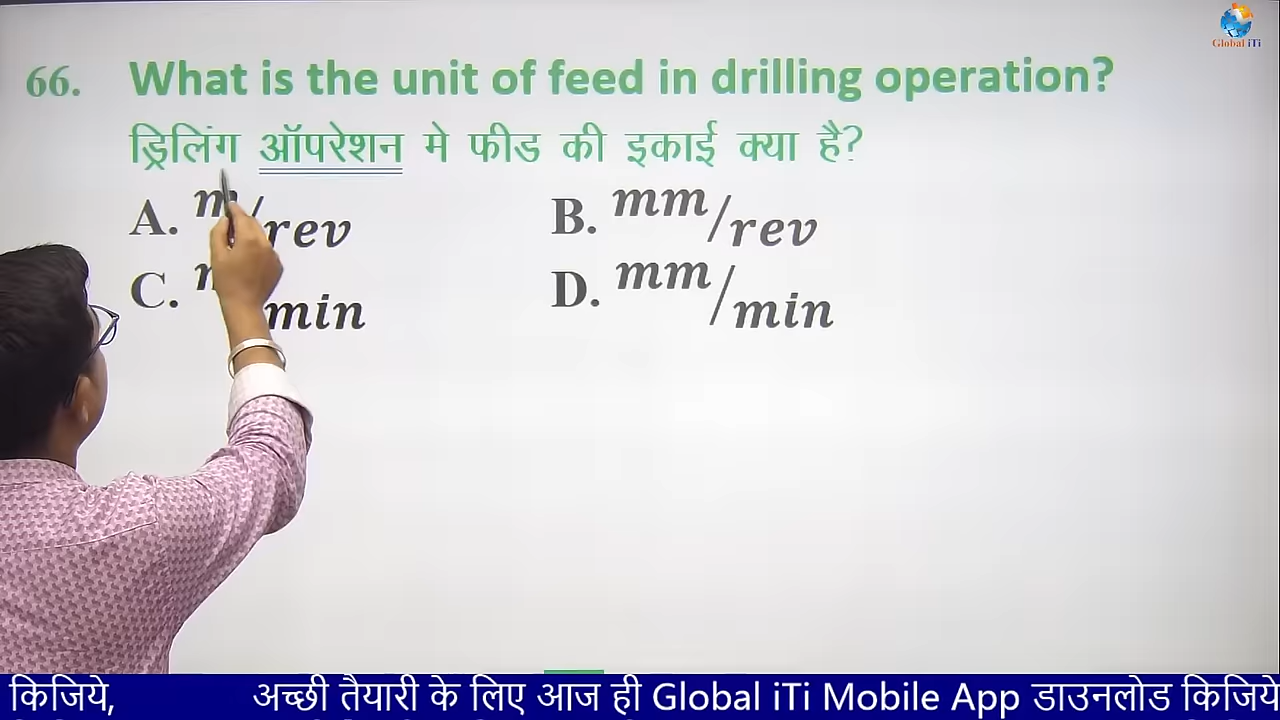 Global iTi
66. What is the unit of feed in drilling operation?
ड्रिलिंग ऑपरेशन मे फीड की इकाई क्या है?
A. m/rev
B. mm/rev
C. /min
D. mm/min
किजिये, अच्छी तैयारी के लिए आज ही Global iTi Mobile App डाउनलोड किजिये